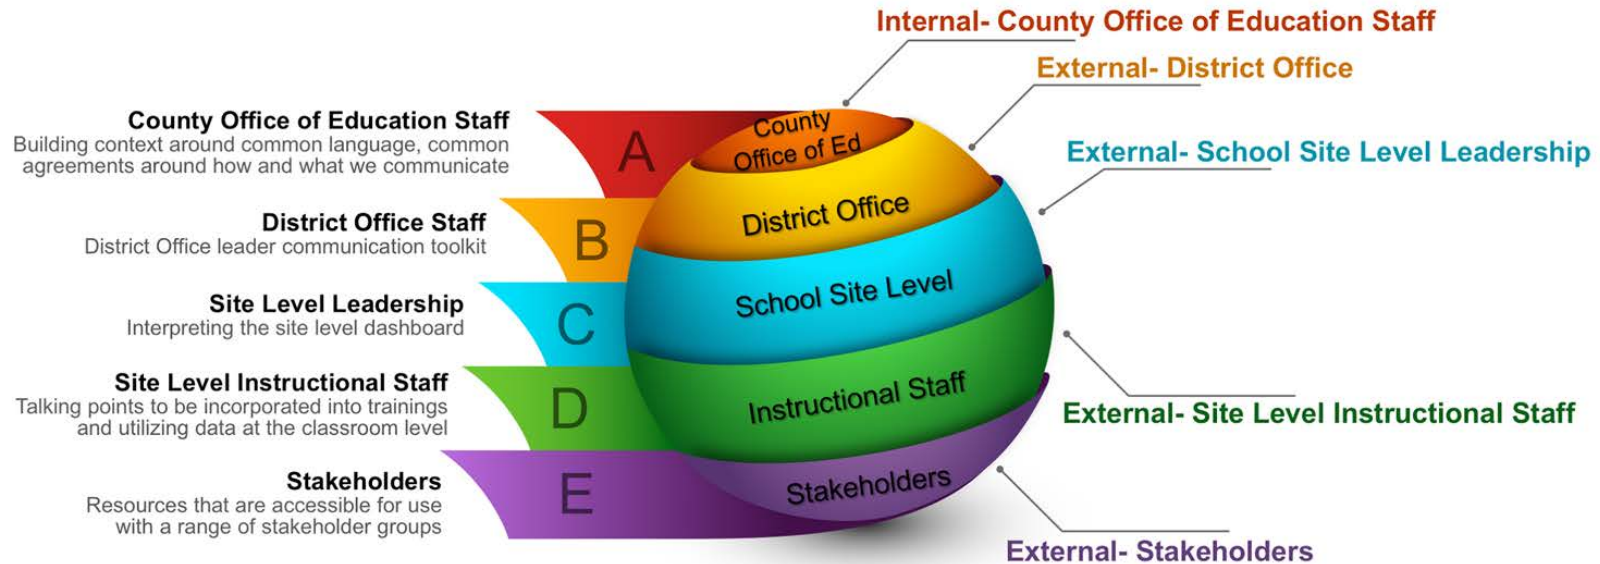 Internal- County Office of Education Staff
External- District Office
External- School Site Level Leadership
County Office of Education Staff
Building context around common language, common
agreements around how and what we communicate
A
County
Office of Ed
District Office Staff
District Office leader communication toolkit
B
District Office
Site Level Leadership
Interpreting the site level dashboard
C
School Site Level
Site Level Instructional Staff
Talking points to be incorporated into trainings
and utilizing data at the classroom level
D
Instructional Staff
External- Site Level Instructional Staff
Stakeholders
Resources that are accessible for use
with a range of stakeholder groups
E
Stakeholders
External- Stakeholders